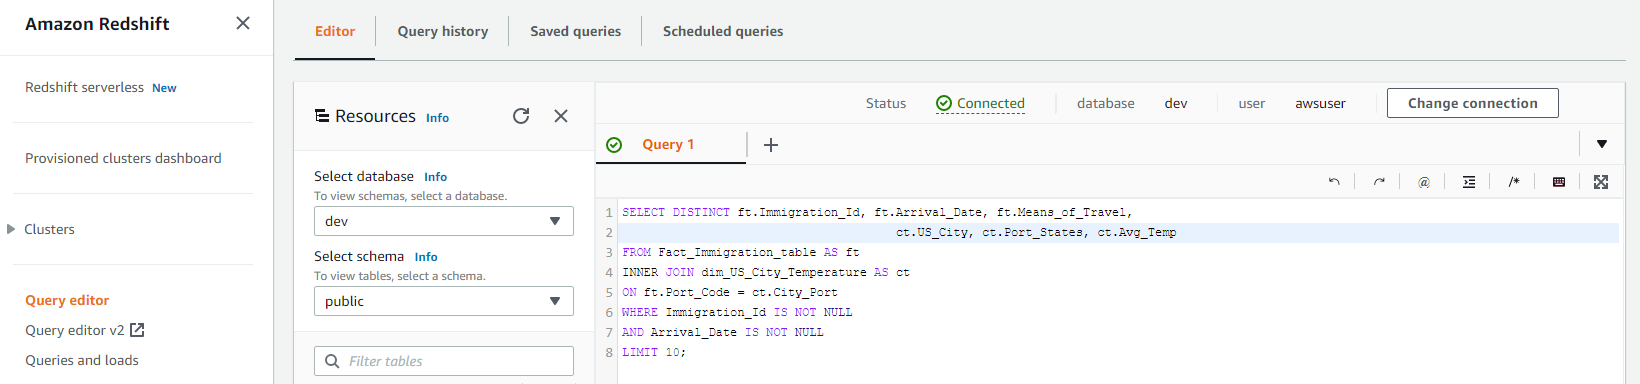 Amazon Redshift
Redshift serverless New
Provisioned clusters dashboard
Clusters
Query editor
Query editor v2
Queries and loads
Editor Query history Saved queries Scheduled queries
Resources Info
Select database Info
To view schemas, select a database.
dev
Select schema Info
To view tables, select a schema.
public
Filter tables
Status Connected database dev user awsuser Change connection
Query 1
@ /*
1 SELECT DISTINCT ft.Immigration_Id, ft.Arrival_Date, ft.Means_of_Travel,
2 ct.US_City, ct.Port_States, ct.Avg_Temp
3 FROM Fact_Immigration_table AS ft
4 INNER JOIN dim_US_City_Temperature AS ct
5 ON ft.Port_Code = ct.City_Port
6 WHERE Immigration_Id IS NOT NULL
7 AND Arrival_Date IS NOT NULL
8 LIMIT 10;